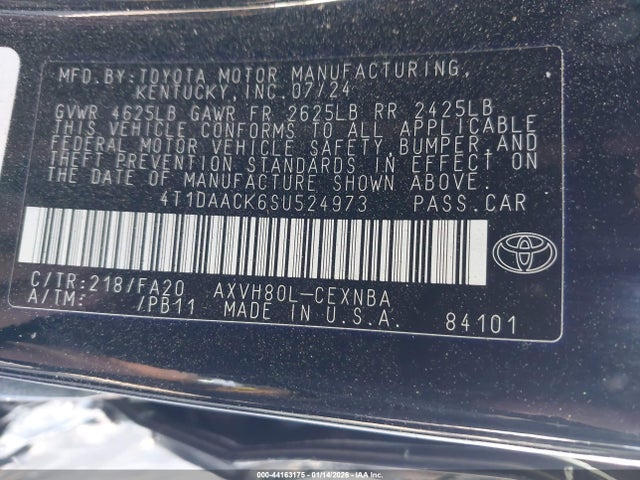 MFD.BY:TOYOTA MOTOR MANUFACTURING,
KENTUCKY, INC. 07/24
GVWR 4625LB GAWR FR 2625LB RR 2425LB
THIS VEHICLE CONFORMS TO ALL APPLICABLE
FEDERAL MOTOR VEHICLE SAFETY, BUMPER, AND
THEFT PREVENTION STANDARDS IN EFFECT ON
THE DATE OF MANUFACTURE SHOWN ABOVE.
4T1DAACK6SU524973 PASS.CAR
C/TR:218/FA20 AXVH80L-CEXNBA
A/TM: /PB11 MADE IN U.S.A. 84101
000-44163175 - 01/14/2026 - IAA Corp.